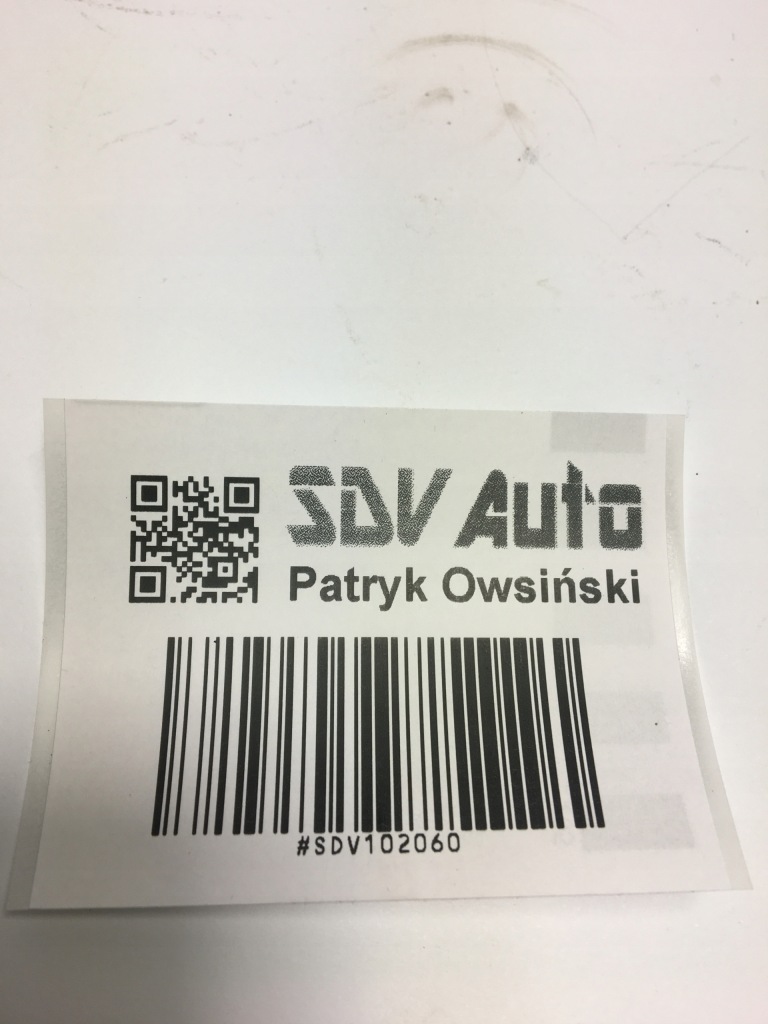 SDV Auto
Patryk Owsiński
#SDV102060